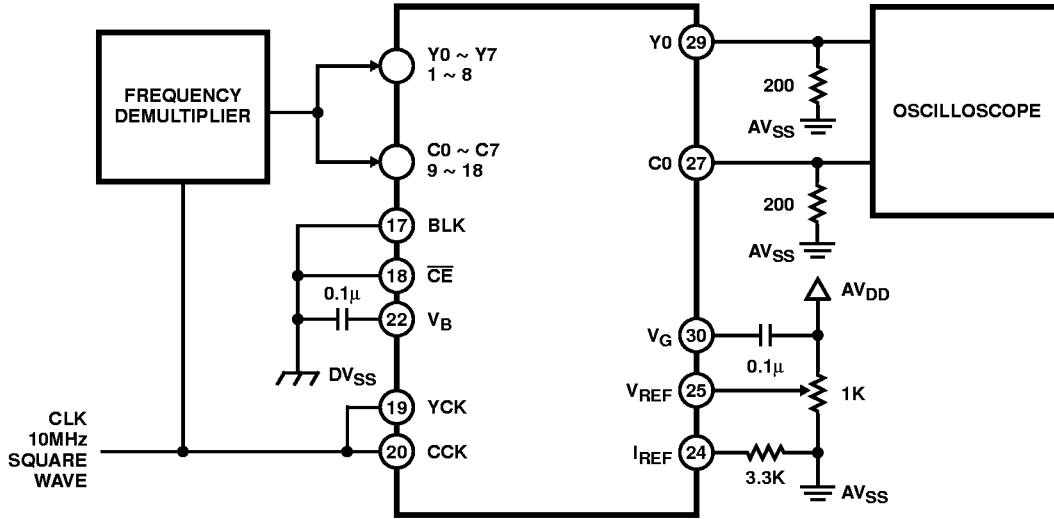 FREQUENCY
DEMULTIPLIER
Y0 ~ Y7
1 ~ 8
C0 ~ C7
9 ~ 18
17 BLK
18 C̅E̅
0.1µ
22 VB
DVSS
19 YCK
20 CCK
CLK
10MHz
SQUARE
WAVE
Y0 29
200
AVSS
C0 27
200
AVSS
OSCILLOSCOPE
AVDD
VG 30
0.1µ
VREF 25
1K
IREF 24
3.3K
AVSS